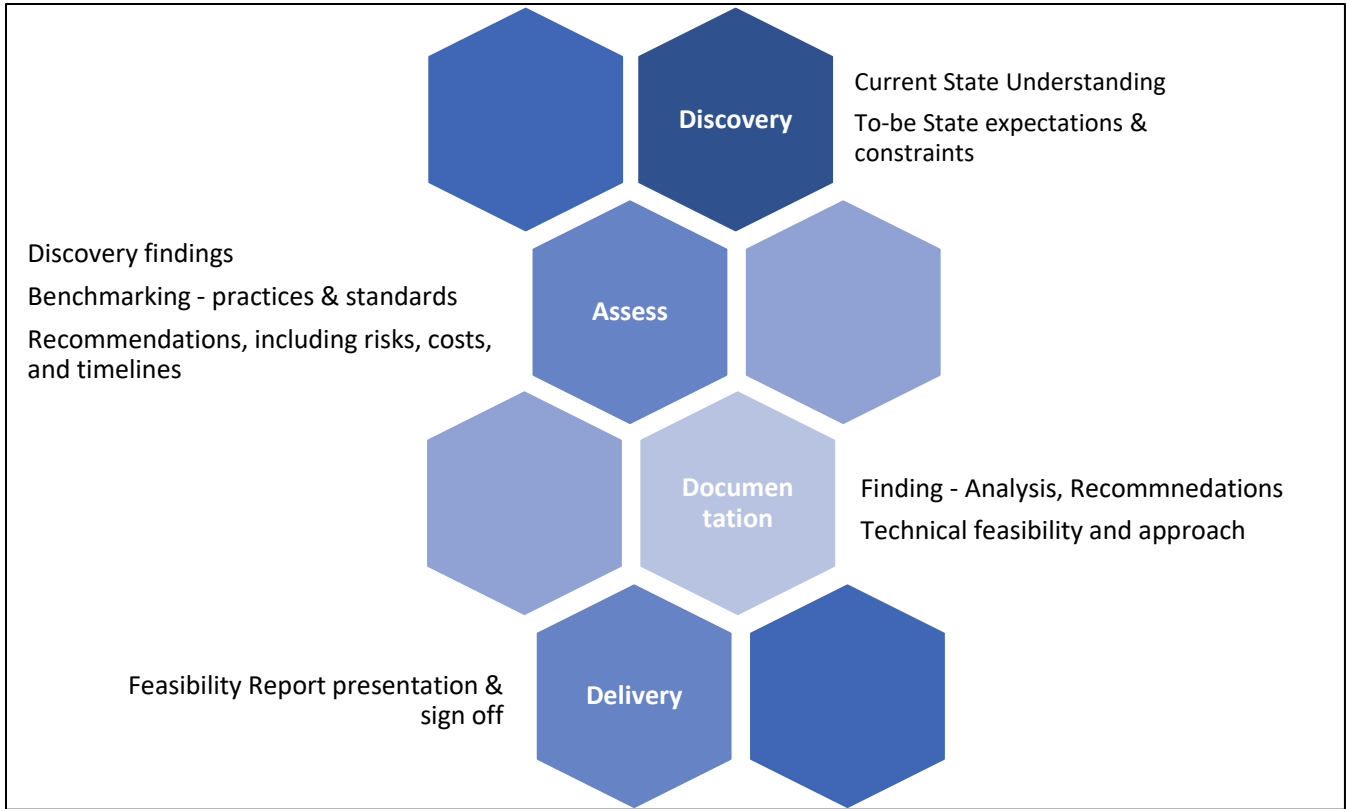 Discovery
Current State Understanding
To-be State expectations &
constraints
Discovery findings
Benchmarking - practices & standards
Recommendations, including risks, costs,
and timelines
Assess
Documen
tation
Finding - Analysis, Recommnedations
Technical feasibility and approach
Feasibility Report presentation &
sign off
Delivery